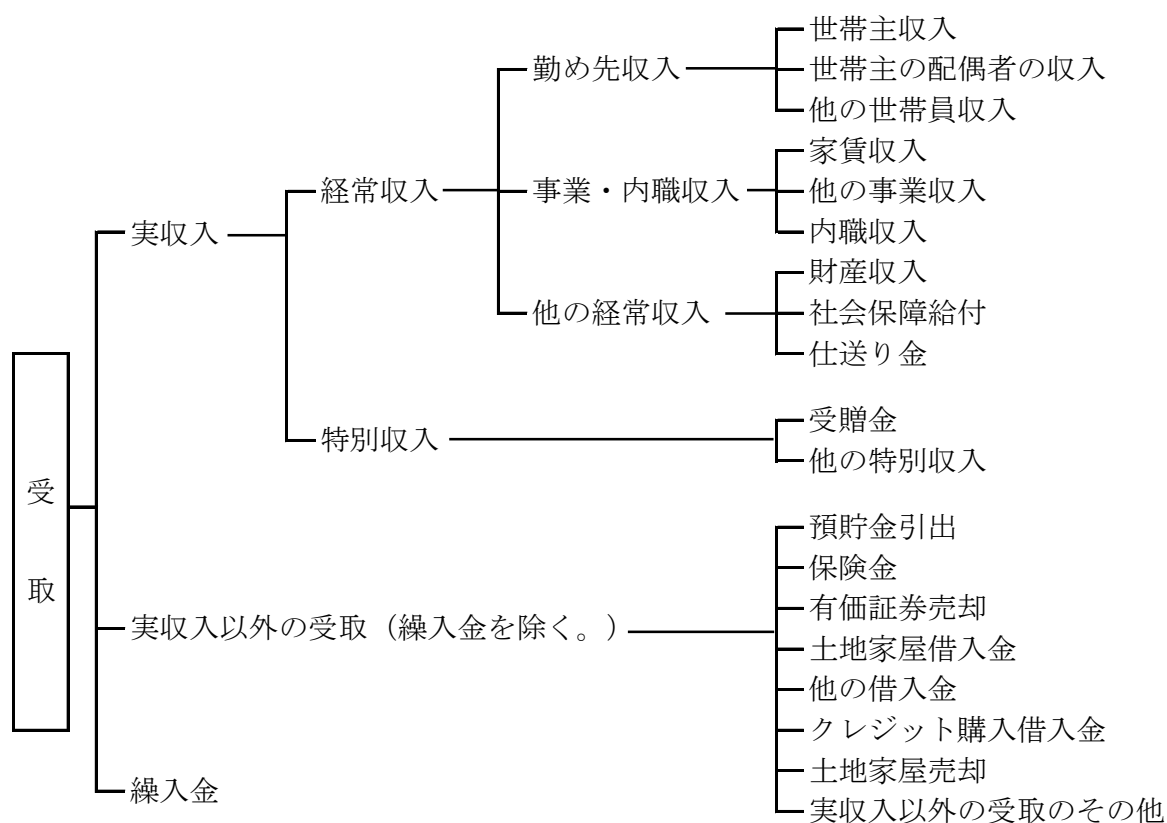 受取
実収入
経常収入
勤め先収入
世帯主収入
世帯主の配偶者の収入
他の世帯員収入
事業・内職収入
家賃収入
他の事業収入
内職収入
他の経常収入
財産収入
社会保障給付
仕送り金
特別収入
受贈金
他の特別収入
実収入以外の受取(繰入金を除く。)
預貯金引出
保険金
有価証券売却
土地家屋借入金
他の借入金
クレジット購入借入金
土地家屋売却
実収入以外の受取のその他
繰入金